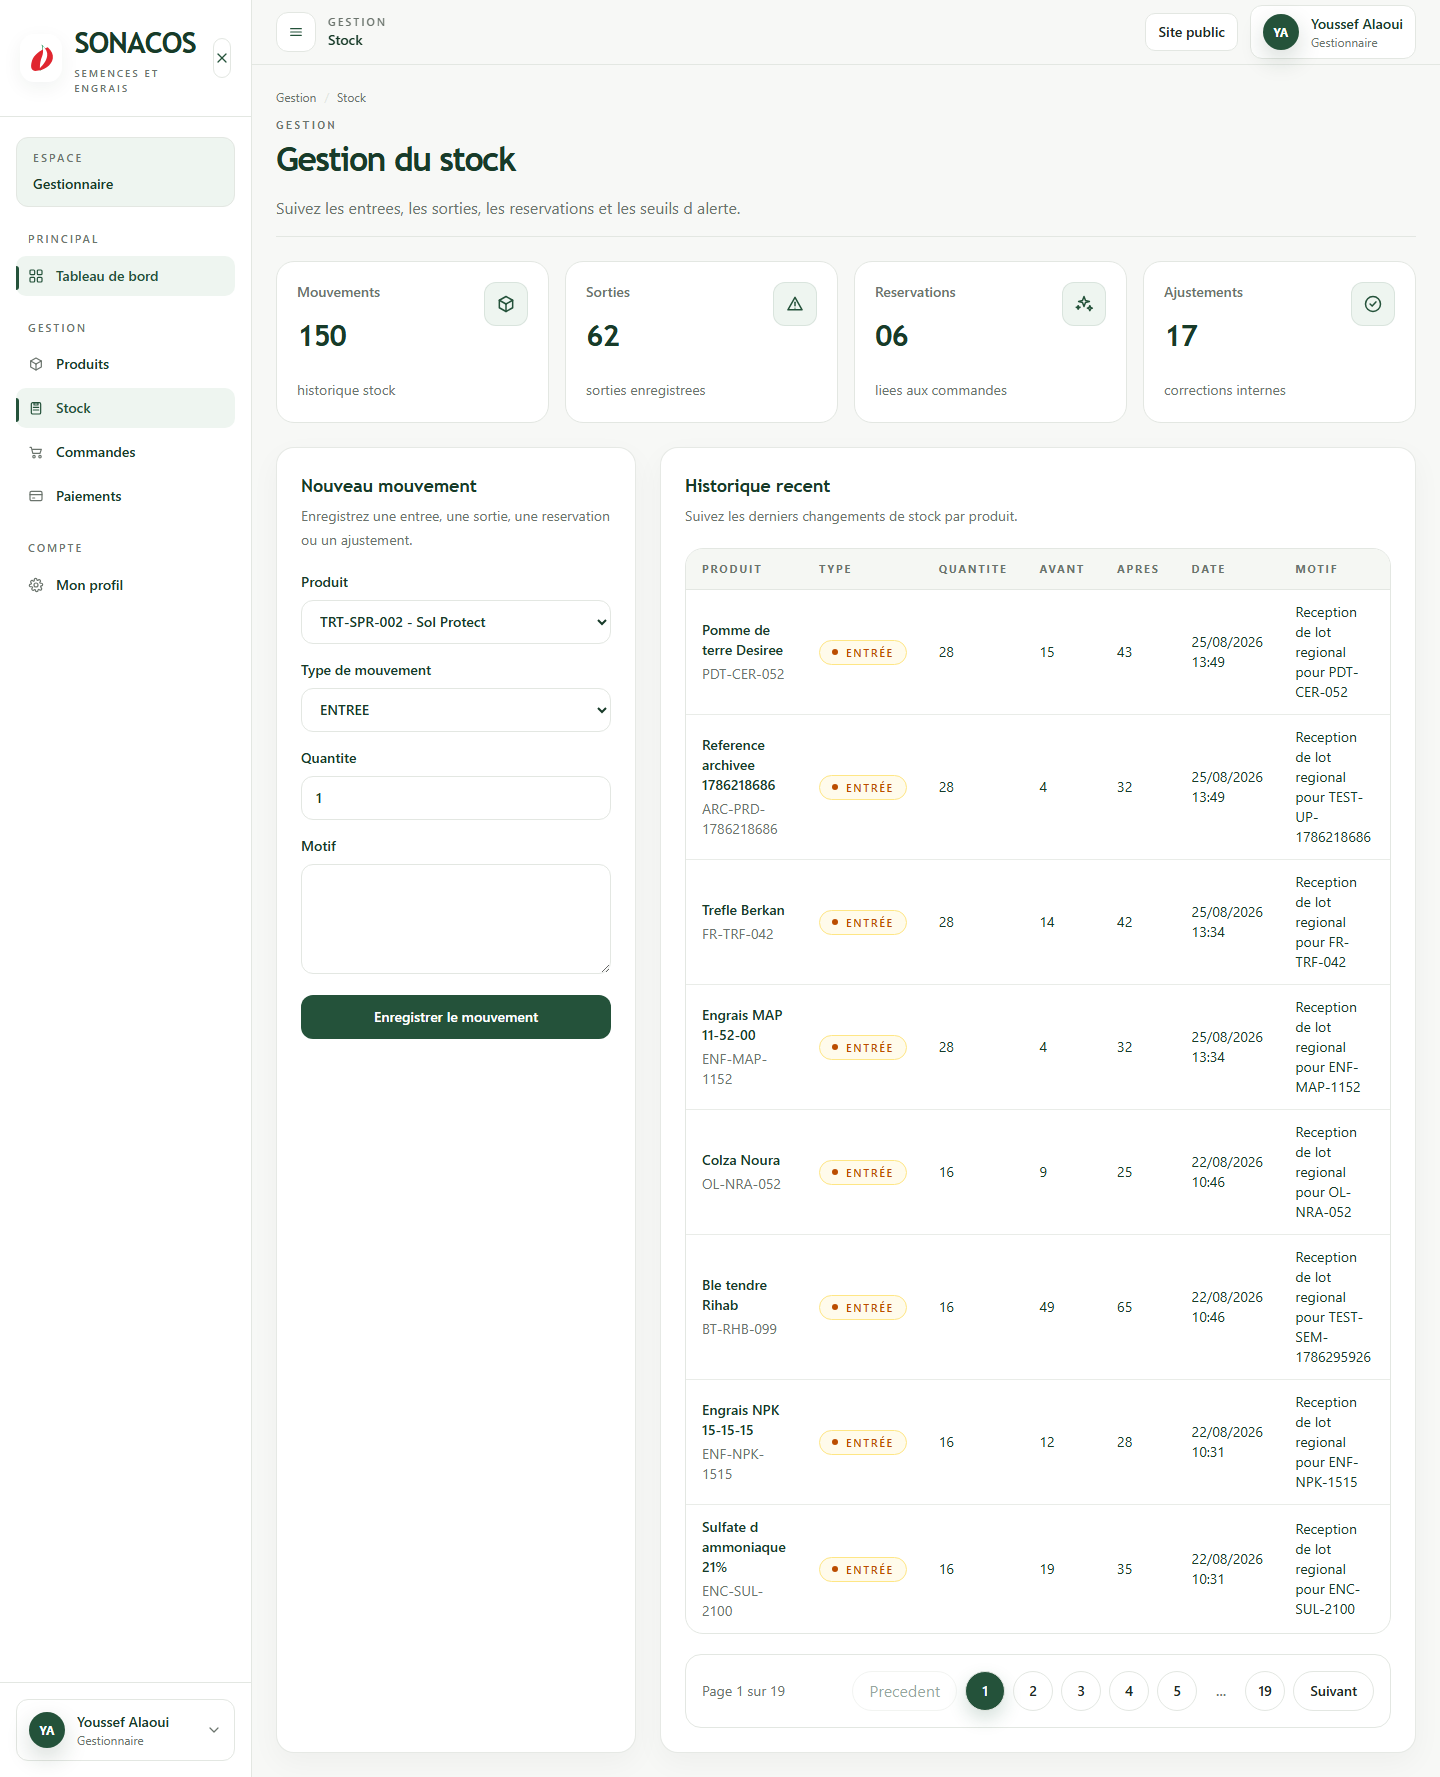 SONACOS
SEMENCES ET
ENGRAIS
ESPACE
Gestionnaire
PRINCIPAL
Tableau de bord
GESTION
Produits
Stock
Commandes
Paiements
COMPTE
Mon profil
YA
Youssef Alaoui
Gestionnaire
GESTION
Stock
Site public
YA
Youssef Alaoui
Gestionnaire
Gestion / Stock
GESTION
Gestion du stock
Suivez les entrees, les sorties, les reservations et les seuils d alerte.
Mouvements
150
historique stock
Sorties
62
sorties enregistrees
Reservations
06
liees aux commandes
Ajustements
17
corrections internes
Nouveau mouvement
Enregistrez une entree, une sortie, une reservation
ou un ajustement.
Produit
TRT-SPR-002 - Sol Protect
Type de mouvement
ENTREE
Quantite
1
Motif
Enregistrer le mouvement
Historique recent
Suivez les derniers changements de stock par produit.
PRODUIT TYPE QUANTITE AVANT APRES DATE MOTIF
Pomme de
terre Desiree
PDT-CER-052
ENTRÉE
28
15
43
25/08/2026
13:49
Reception
de lot
regional
pour PDT-
CER-052
Reference
archivee
1786218686
ARC-PRD-
1786218686
ENTRÉE
28
4
32
25/08/2026
13:49
Reception
de lot
regional
pour TEST-
UP-
1786218686
Trefle Berkan
FR-TRF-042
ENTRÉE
28
14
42
25/08/2026
13:34
Reception
de lot
regional
pour FR-
TRF-042
Engrais MAP
11-52-00
ENF-MAP-
1152
ENTRÉE
28
4
32
25/08/2026
13:34
Reception
de lot
regional
pour ENF-
MAP-1152
Colza Noura
OL-NRA-052
ENTRÉE
16
9
25
22/08/2026
10:46
Reception
de lot
regional
pour OL-
NRA-052
Ble tendre
Rihab
BT-RHB-099
ENTRÉE
16
49
65
22/08/2026
10:46
Reception
de lot
regional
pour TEST-
SEM-
1786295926
Engrais NPK
15-15-15
ENF-NPK-
1515
ENTRÉE
16
12
28
22/08/2026
10:31
Reception
de lot
regional
pour ENF-
NPK-1515
Sulfate d
ammoniaque
21%
ENC-SUL-
2100
ENTRÉE
16
19
35
22/08/2026
10:31
Reception
de lot
regional
pour ENC-
SUL-2100
Page 1 sur 19
Precedent 1 2 3 4 5 ... 19 Suivant